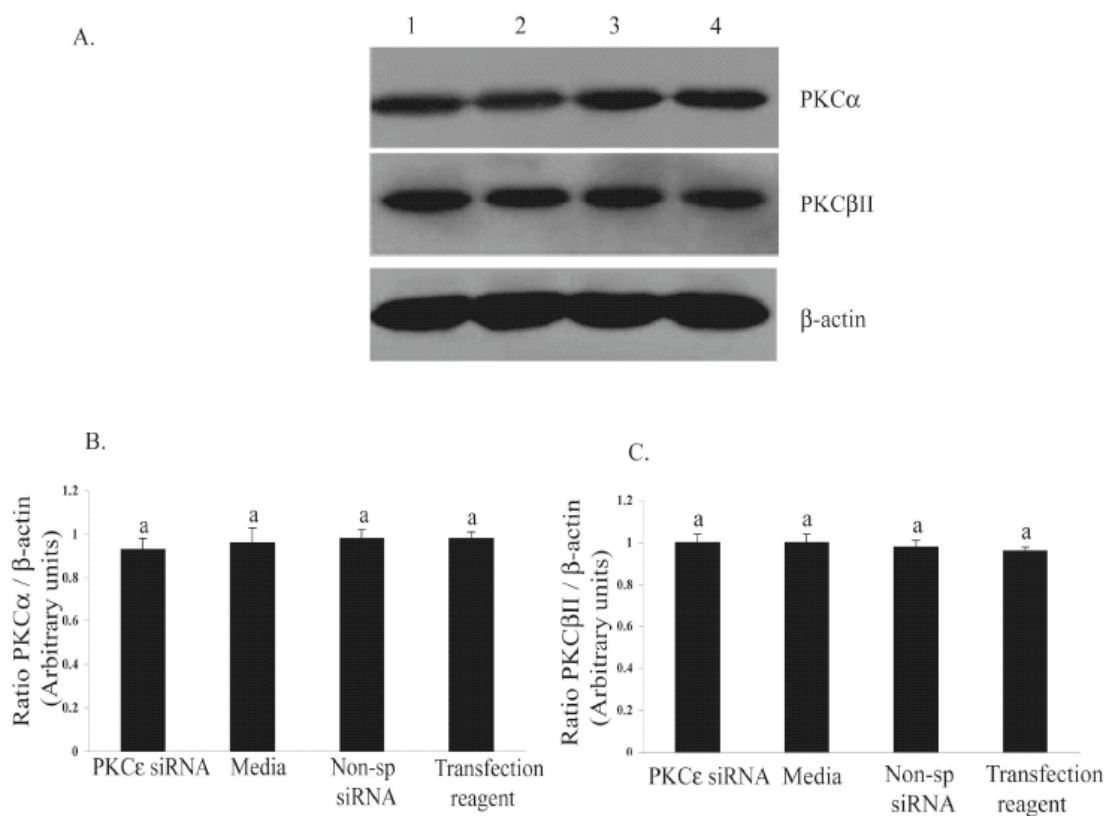 A.
1 2 3 4
PKCα
PKCβII
β-actin
B.
Ratio PKCα / β-actin
(Arbitrary units)
1.2
1
0.8
0.6
0.4
0.2
0
a a a a
PKCε siRNA Media Non-sp Transfection
siRNA reagent
C.
Ratio PKCβII / β-actin
(Arbitrary units)
1.2
1
0.8
0.6
0.4
0.2
0
a a a a
PKCε siRNA Media Non-sp Transfection
siRNA reagent